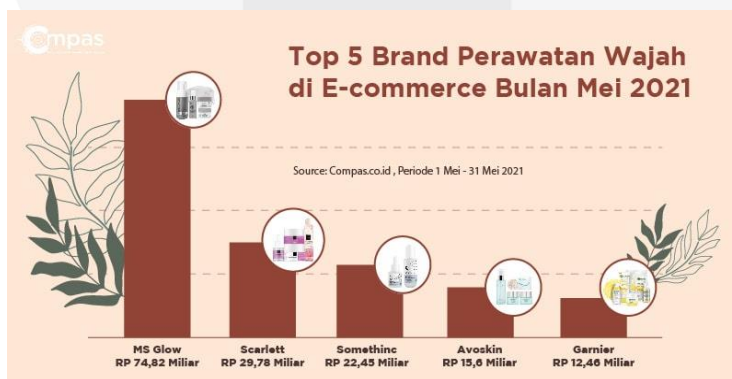 Compas
Top 5 Brand Perawatan Wajah
di E-commerce Bulan Mei 2021
Source: Compas.co.id , Periode 1 Mei - 31 Mei 2021
MS Glow
RP 74,82 Miliar
Scarlett
RP 29,78 Miliar
Somethinc
RP 22,45 Miliar
Avoskin
RP 15,6 Miliar
Garnier
RP 12,46 Miliar